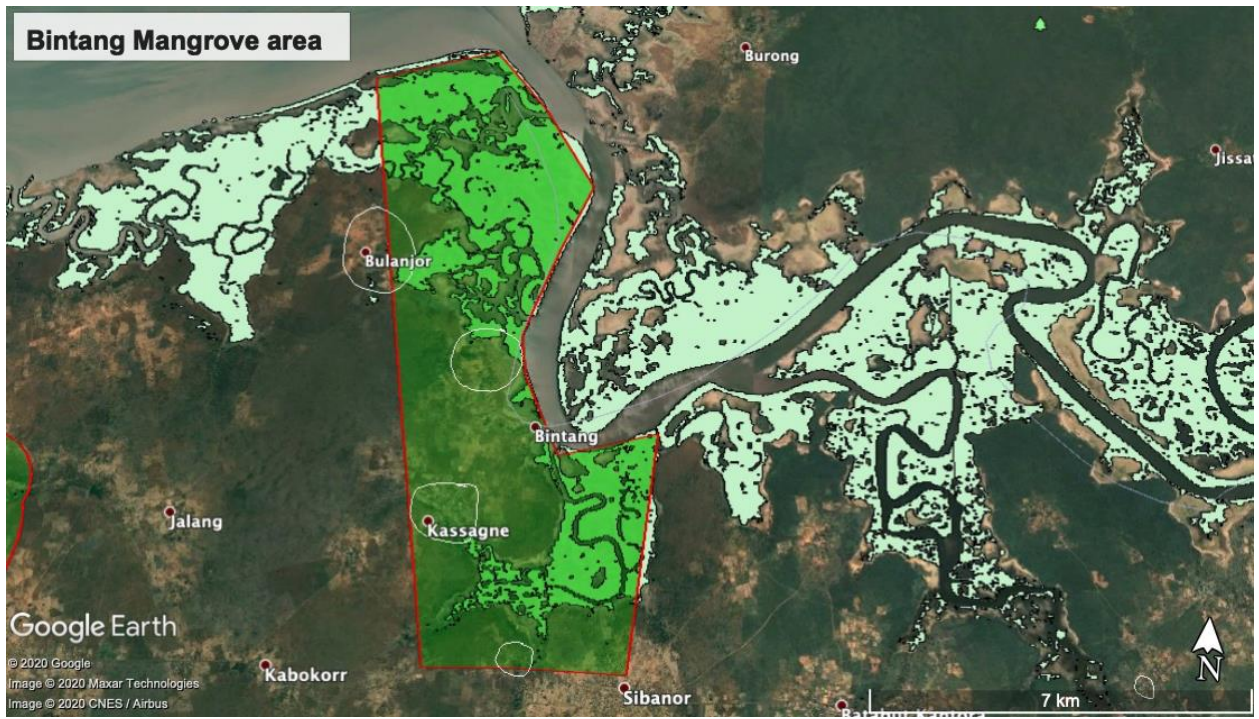 Bintang Mangrove area
Burong
Bulanjor
Bintang
Jalang
Kassagne
Google Earth
© 2020 Google
Image © 2020 Maxar Technologies
Image © 2020 CNES / Airbus
Kabokorr
Sibanor
N
7 km